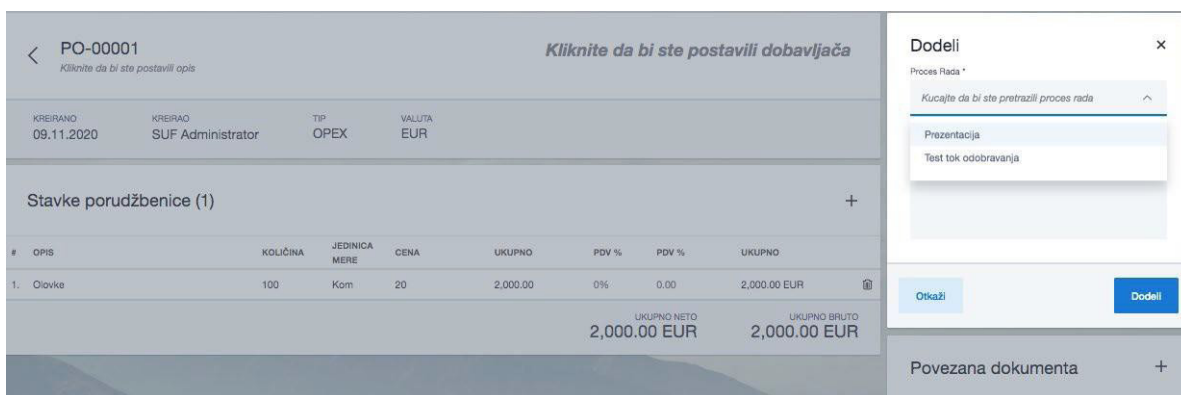 PO-00001
Kliknite da bi ste postavili opis
Kliknite da bi ste postavili dobavljača
KREIRANO KREIRAO TIP VALUTA
09.11.2020 SUF Administrator OPEX EUR
Stavke porudžbenice (1)
# OPIS KOLIČINA JEDINICA MERE CENA UKUPNO PDV % PDV % UKUPNO
1. Olovke 100 Kom 20 2,000.00 0% 0.00 2,000.00 EUR
UKUPNO NETO UKUPNO BRUTO
2,000.00 EUR 2,000.00 EUR
Dodeli
Proces Rada *
Kucajte da bi ste pretrazili proces rada
Prezentacija
Test tok odobravanja
Otkaži Dodeli
Povezana dokumenta